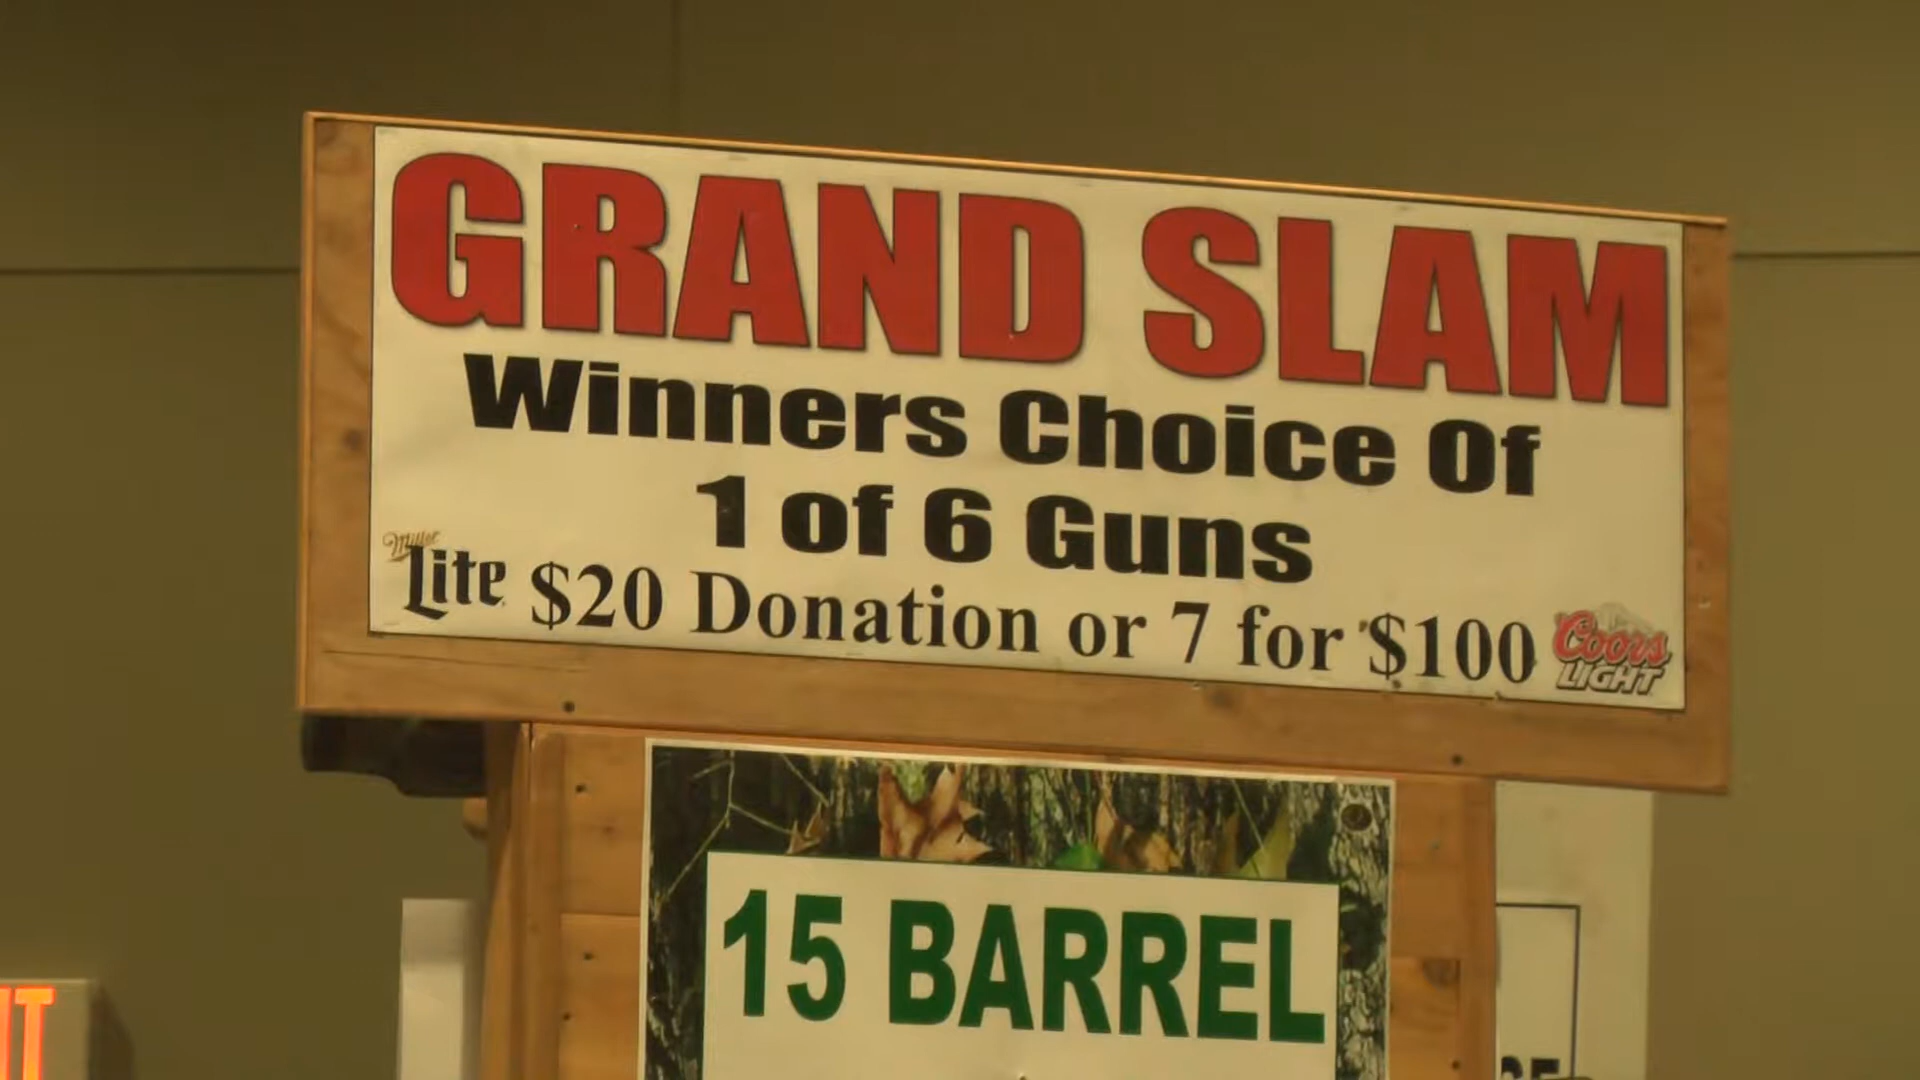 GRAND SLAM
Winners Choice Of
1 of 6 Guns
Miller
Lite $20 Donation or 7 for $100 Coors
LIGHT
15 BARREL